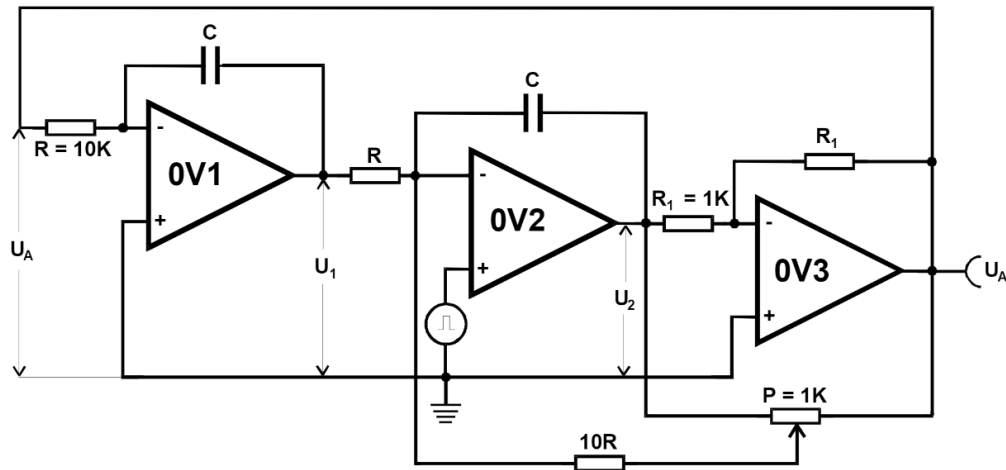 C
C
R = 10K
-
+
0V1
R
-
+
0V2
R₁ = 1K
R₁
-
+
0V3
U_A
U₁
U₂
U_A
P = 1K
10R